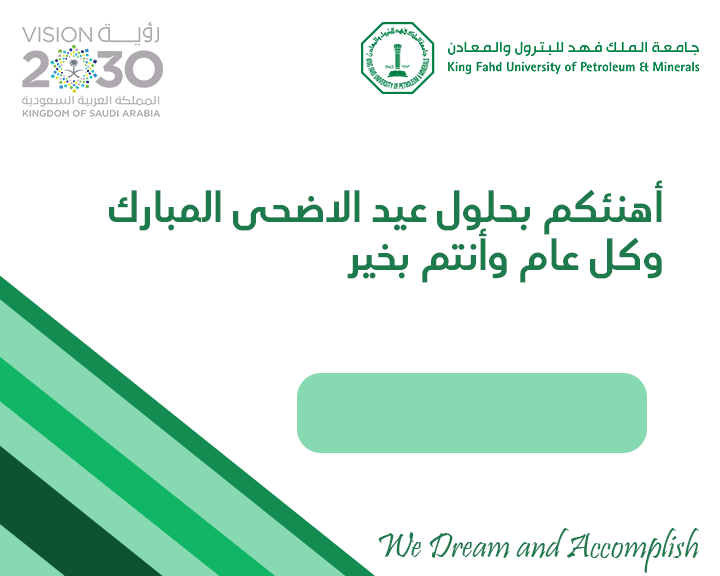 VISION رؤيـــة
2030
المملكة العربية السعودية
KINGDOM OF SAUDI ARABIA
جامعة الملك فهد للبترول والمعادن
King Fahd University of Petroleum & Minerals
أهنئكم بحلول عيد الاضحى المبارك
وكل عام وأنتم بخير
We Dream and Accomplish